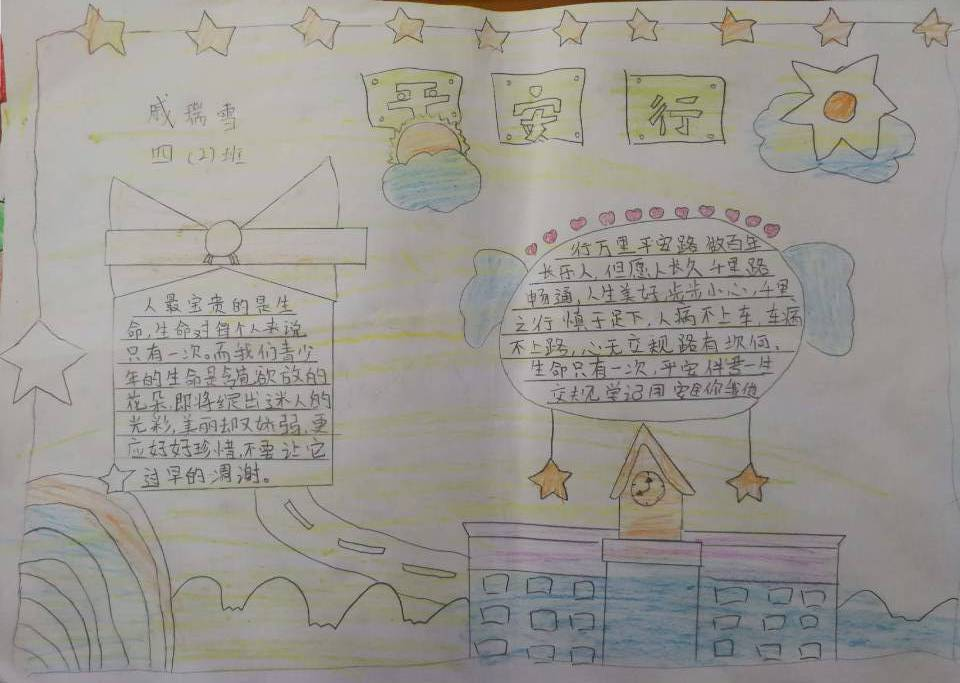 平安行
戚瑞雪
四(2)班
人最宝贵的是生
命,生命对每个人来说
只有一次。而我们青少
年的生命是含苞欲放的
花朵,即将绽出迷人的
光彩,美丽却又娇弱,更
应好好珍惜,不要让它
过早的凋谢。
行万里平安路做百年
长乐人,但愿人长久千里路
畅通,人生美好,步步小心,千里
之行慎于足下,人病不上车,车病
不上路,心无交规路有坎何,
生命只有一次,平安伴君一生
交规学记用安全你我他